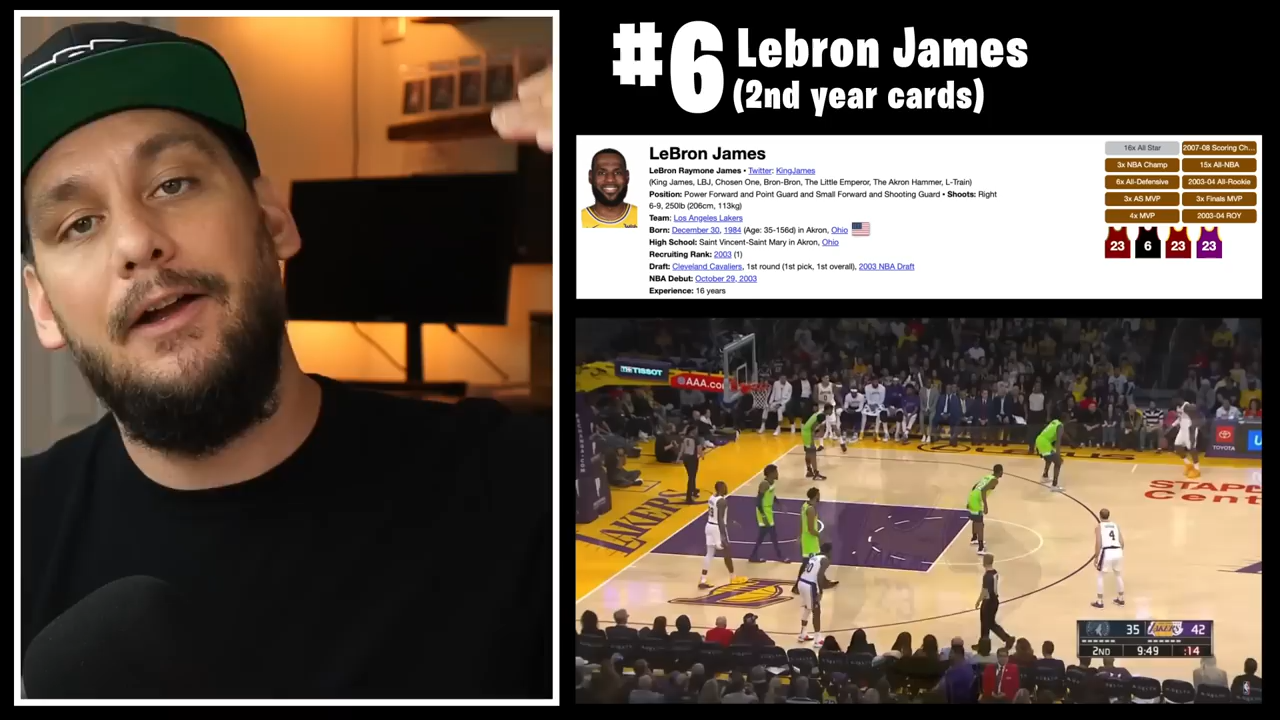 #6 Lebron James
(2nd year cards)
LeBron James
LeBron Raymone James • Twitter: KingJames
(King James, LBJ, Chosen One, Bron-Bron, The Little Emperor, The Akron Hammer, L-Train)
Position: Power Forward and Point Guard and Small Forward and Shooting Guard • Shoots: Right
6-9, 250lb (206cm, 113kg)
Team: Los Angeles Lakers
Born: December 30, 1984 (Age: 35-156d) in Akron, Ohio
High School: Saint Vincent-Saint Mary in Akron, Ohio
Recruiting Rank: 2003 (1)
Draft: Cleveland Cavaliers, 1st round (1st pick, 1st overall), 2003 NBA Draft
NBA Debut: October 29, 2003
Experience: 16 years
16x All Star 2007-08 Scoring Ch...
3x NBA Champ 15x All-NBA
6x All-Defensive 2003-04 All-Rookie
3x AS MVP 3x Finals MVP
4x MVP 2003-04 ROY
23 6 23 23
TISSOT
AAA.co
LAKERS
TOYOTA
STAPL
Cent
4
35 LAKERS 42
2ND 9:49 :14